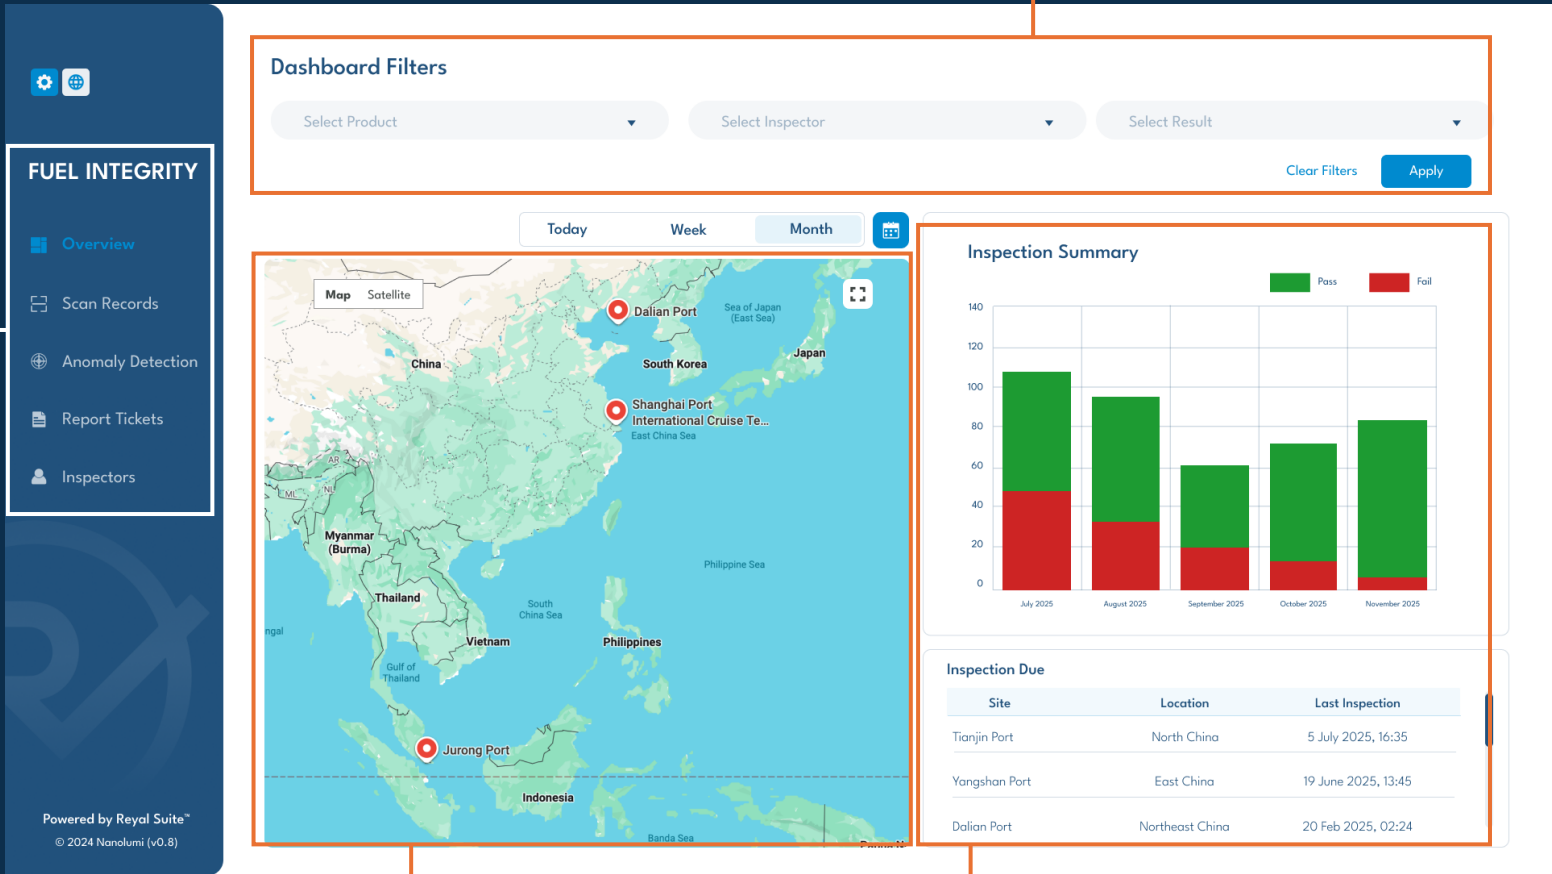 FUEL INTEGRITY
Overview
Scan Records
Anomaly Detection
Report Tickets
Inspectors
Powered by Reyal Suite™
© 2024 Nanolumi (v0.8)
Dashboard Filters
Select Product
Select Inspector
Select Result
Clear Filters
Apply
Today
Week
Month
Map
Satellite
Dalian Port
Sea of Japan
(East Sea)
Japan
China
South Korea
Shanghai Port
International Cruise Te...
East China Sea
AR
ML
NL
Myanmar
(Burma)
Philippine Sea
Thailand
South
China Sea
ngal
Vietnam
Philippines
Gulf of
Thailand
Jurong Port
Indonesia
Banda Sea
Inspection Summary
Pass
Fail
140
120
100
80
60
40
20
0
July 2025
August 2025
September 2025
October 2025
November 2025
Inspection Due
Site Location Last Inspection
Tianjin Port North China 5 July 2025, 16:35
Yangshan Port East China 19 June 2025, 13:45
Dalian Port Northeast China 20 Feb 2025, 02:24